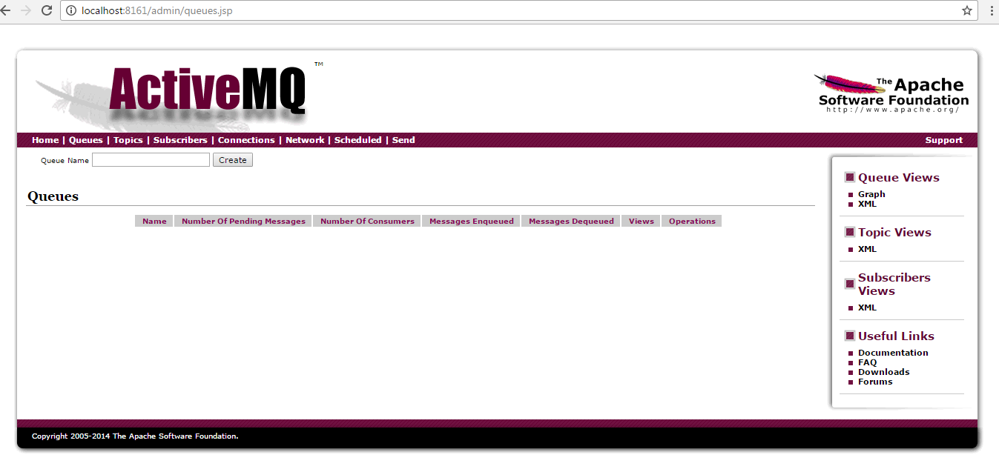 localhost:8161/admin/queues.jsp
ActiveMQ TM
The Apache
Software Foundation
http://www.apache.org/
Home | Queues | Topics | Subscribers | Connections | Network | Scheduled | Send
Support
Queue Name Create
Queues
Name Number Of Pending Messages Number Of Consumers Messages Enqueued Messages Dequeued Views Operations
Queue Views
Graph
XML
Topic Views
XML
Subscribers
Views
XML
Useful Links
Documentation
FAQ
Downloads
Forums
Copyright 2005-2014 The Apache Software Foundation.